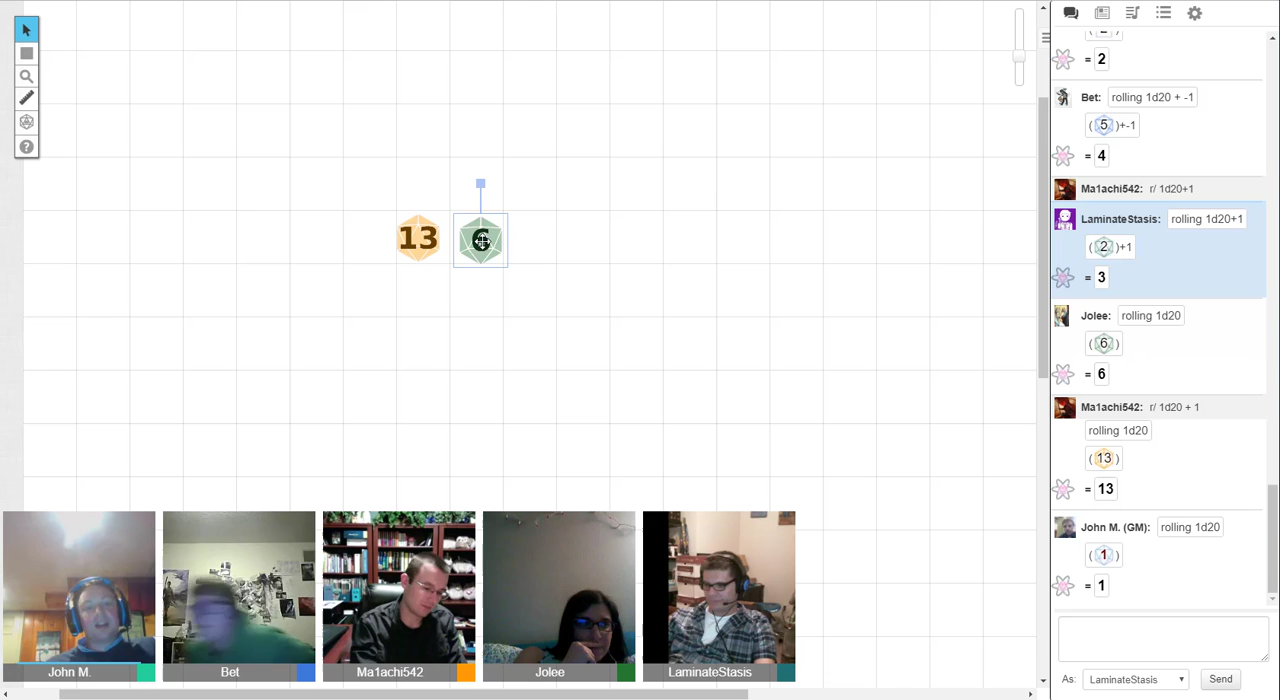 13
6
John M.
Bet
Ma1achi542
Jolee
LaminateStasis
= 2
Bet: rolling 1d20 + -1
(5)+-1
= 4
Ma1achi542: r/ 1d20+1
LaminateStasis: rolling 1d20+1
(2)+1
= 3
Jolee: rolling 1d20
(6)
= 6
Ma1achi542: r/ 1d20 + 1
rolling 1d20
(13)
= 13
John M. (GM): rolling 1d20
(1)
= 1
As: LaminateStasis
Send